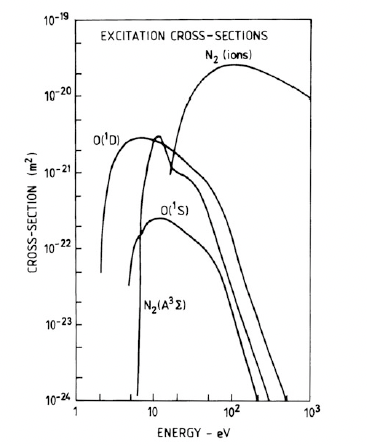 10⁻¹⁹
EXCITATION CROSS-SECTIONS
N₂ (ions)
10⁻²⁰
O(¹D)
10⁻²¹
CROSS-SECTION (m²)
O(¹S)
10⁻²²
N₂(A³Σ)
10⁻²³
10⁻²⁴
1 10 10² 10³
ENERGY - eV